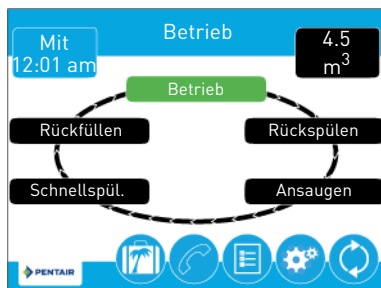 Betrieb
Mit
12:01 am
4.5
m³
Betrieb
Rückfüllen
Rückspülen
Schnellspül.
Ansaugen
PENTAIR